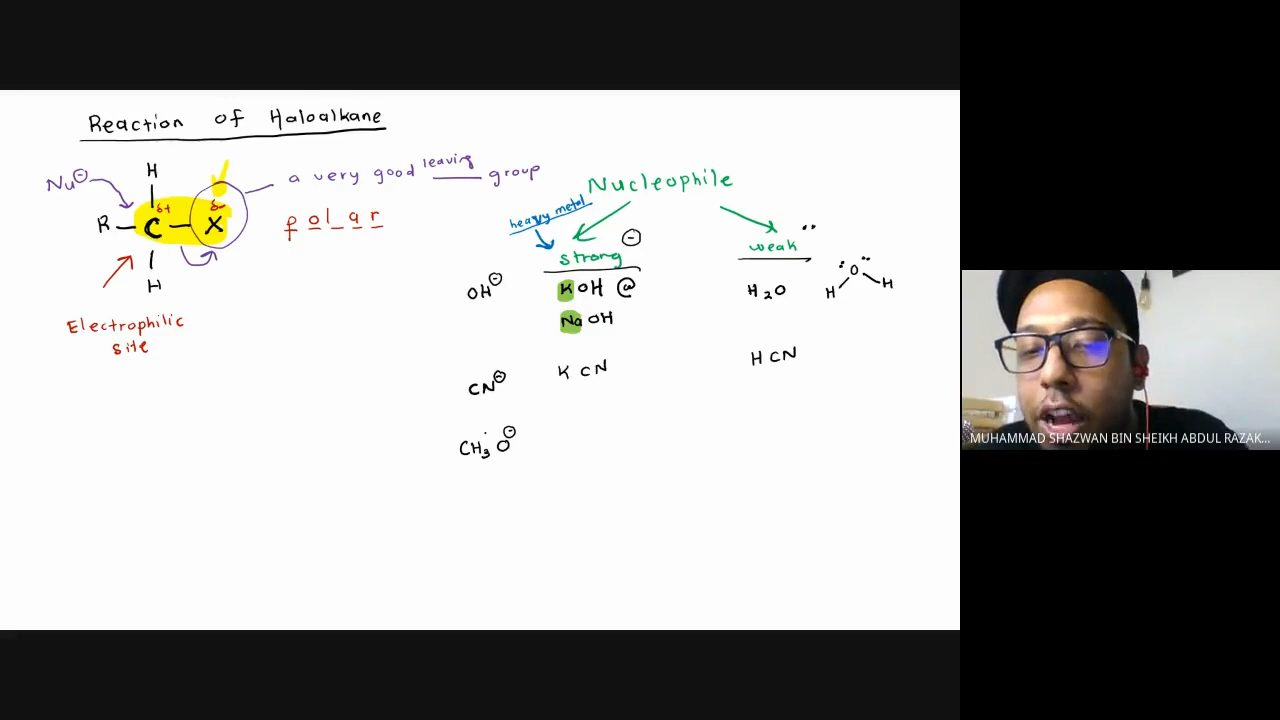 Reaction of Haloalkane
H
Nu⊖
a very good leaving group
δ+ δ-
R - C - X
polar
H
Electrophilic
site
Nucleophile
heavy metal
⊖
strong
weak
OH⊖
KOH @
NaOH
H2O
O
H H
CN⊖
KCN
HCN
CH3O⊖
MUHAMMAD SHAZWAN BIN SHEIKH ABDUL RAZAK...